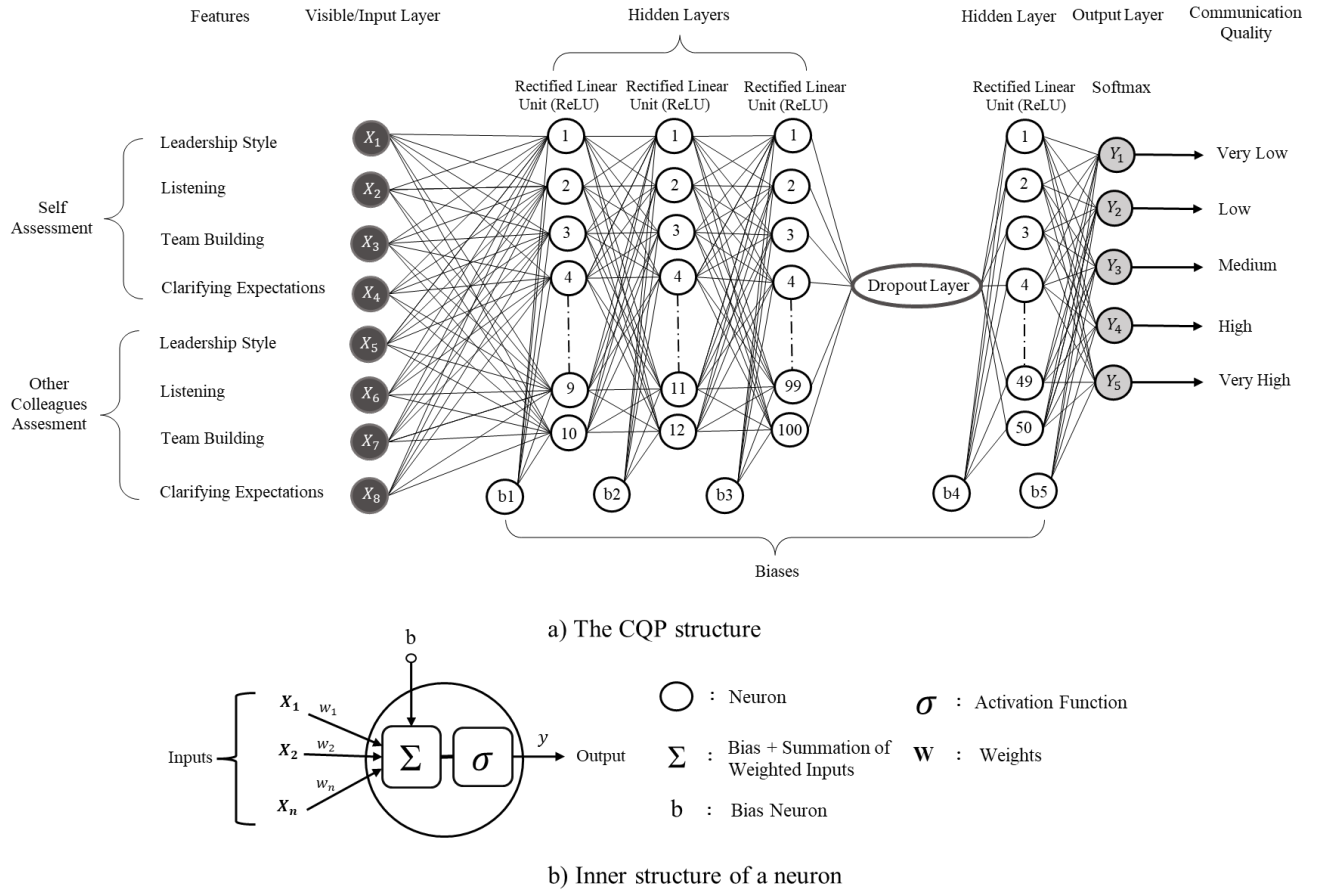 Features
Visible/Input Layer
Hidden Layers
Hidden Layer
Output Layer
Communication
Quality
Rectified Linear
Unit (ReLU)
Rectified Linear
Unit (ReLU)
Rectified Linear
Unit (ReLU)
Rectified Linear
Unit (ReLU)
Softmax
Self
Assessment
Leadership Style
Listening
Team Building
Clarifying Expectations
Other
Colleagues
Assesment
Leadership Style
Listening
Team Building
Clarifying Expectations
X1
X2
X3
X4
X5
X6
X7
X8
1
2
3
4
9
10
1
2
3
4
11
12
1
2
3
4
99
100
Dropout Layer
1
2
3
4
49
50
Y1
Y2
Y3
Y4
Y5
Very Low
Low
Medium
High
Very High
b1
b2
b3
b4
b5
Biases
a) The CQP structure
b
Inputs
X1
w1
X2
w2
Xn
wn
Σ
σ
y
Output
: Neuron
Σ : Bias + Summation of
Weighted Inputs
b : Bias Neuron
σ : Activation Function
W : Weights
b) Inner structure of a neuron